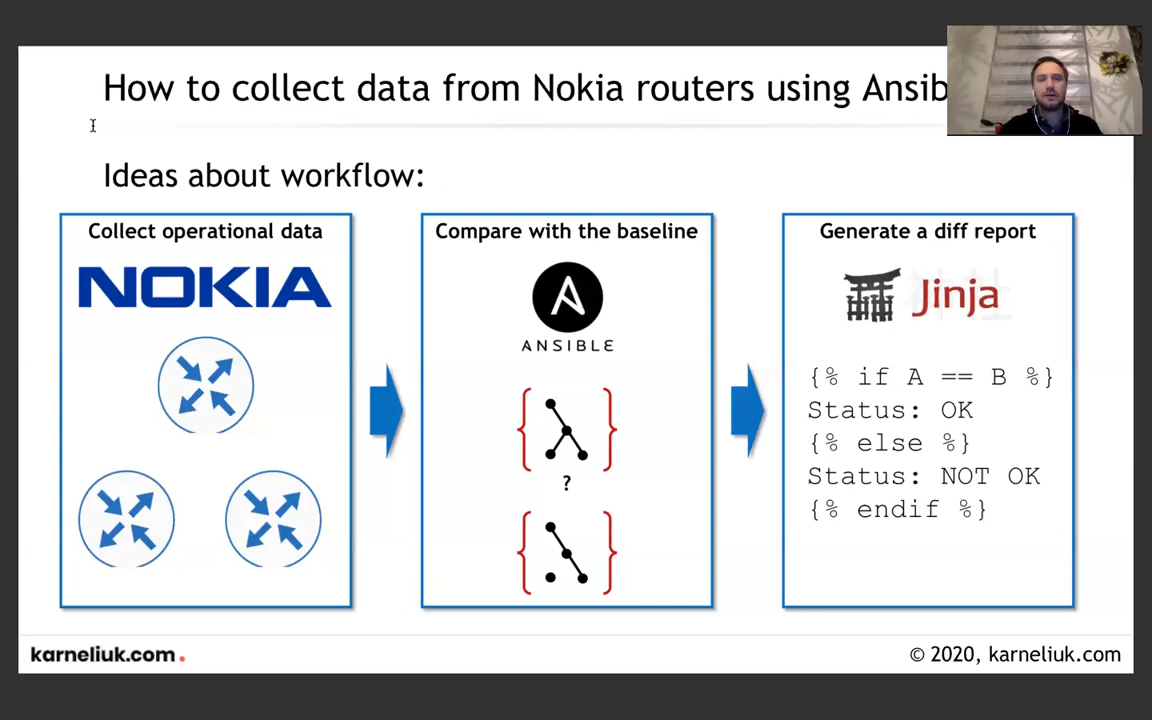 How to collect data from Nokia routers using Ansib
Ideas about workflow:
Collect operational data
NOKIA
Compare with the baseline
ANSIBLE
?
Generate a diff report
Jinja
{% if A == B %}
Status: OK
{% else %}
Status: NOT OK
{% endif %}
karneliuk.com.
© 2020, karneliuk.com